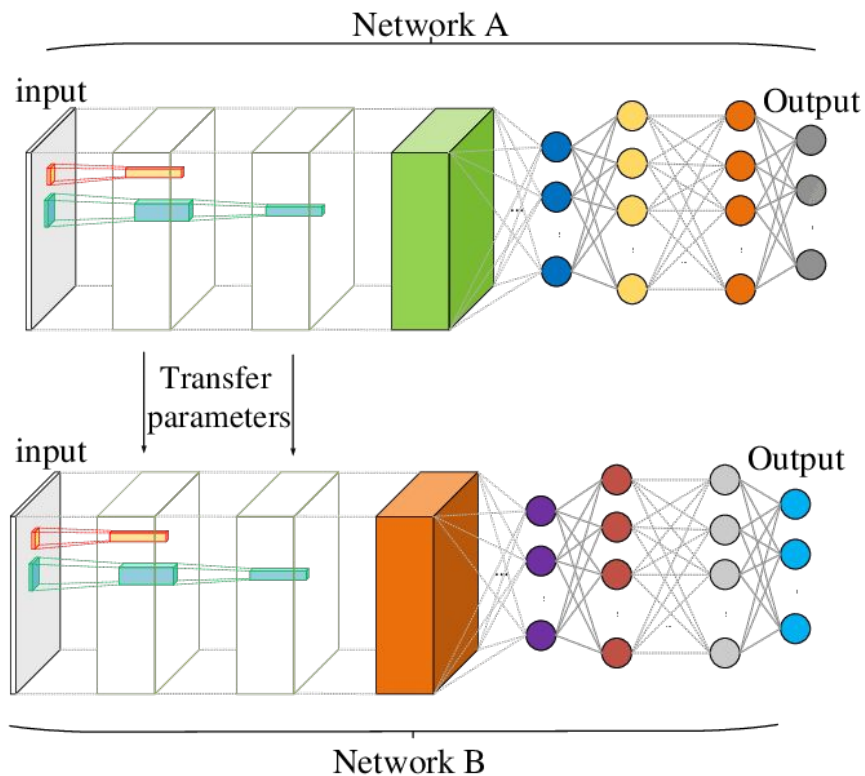 Network A
input
Output
...
Transfer
parameters
input
Output
...
Network B